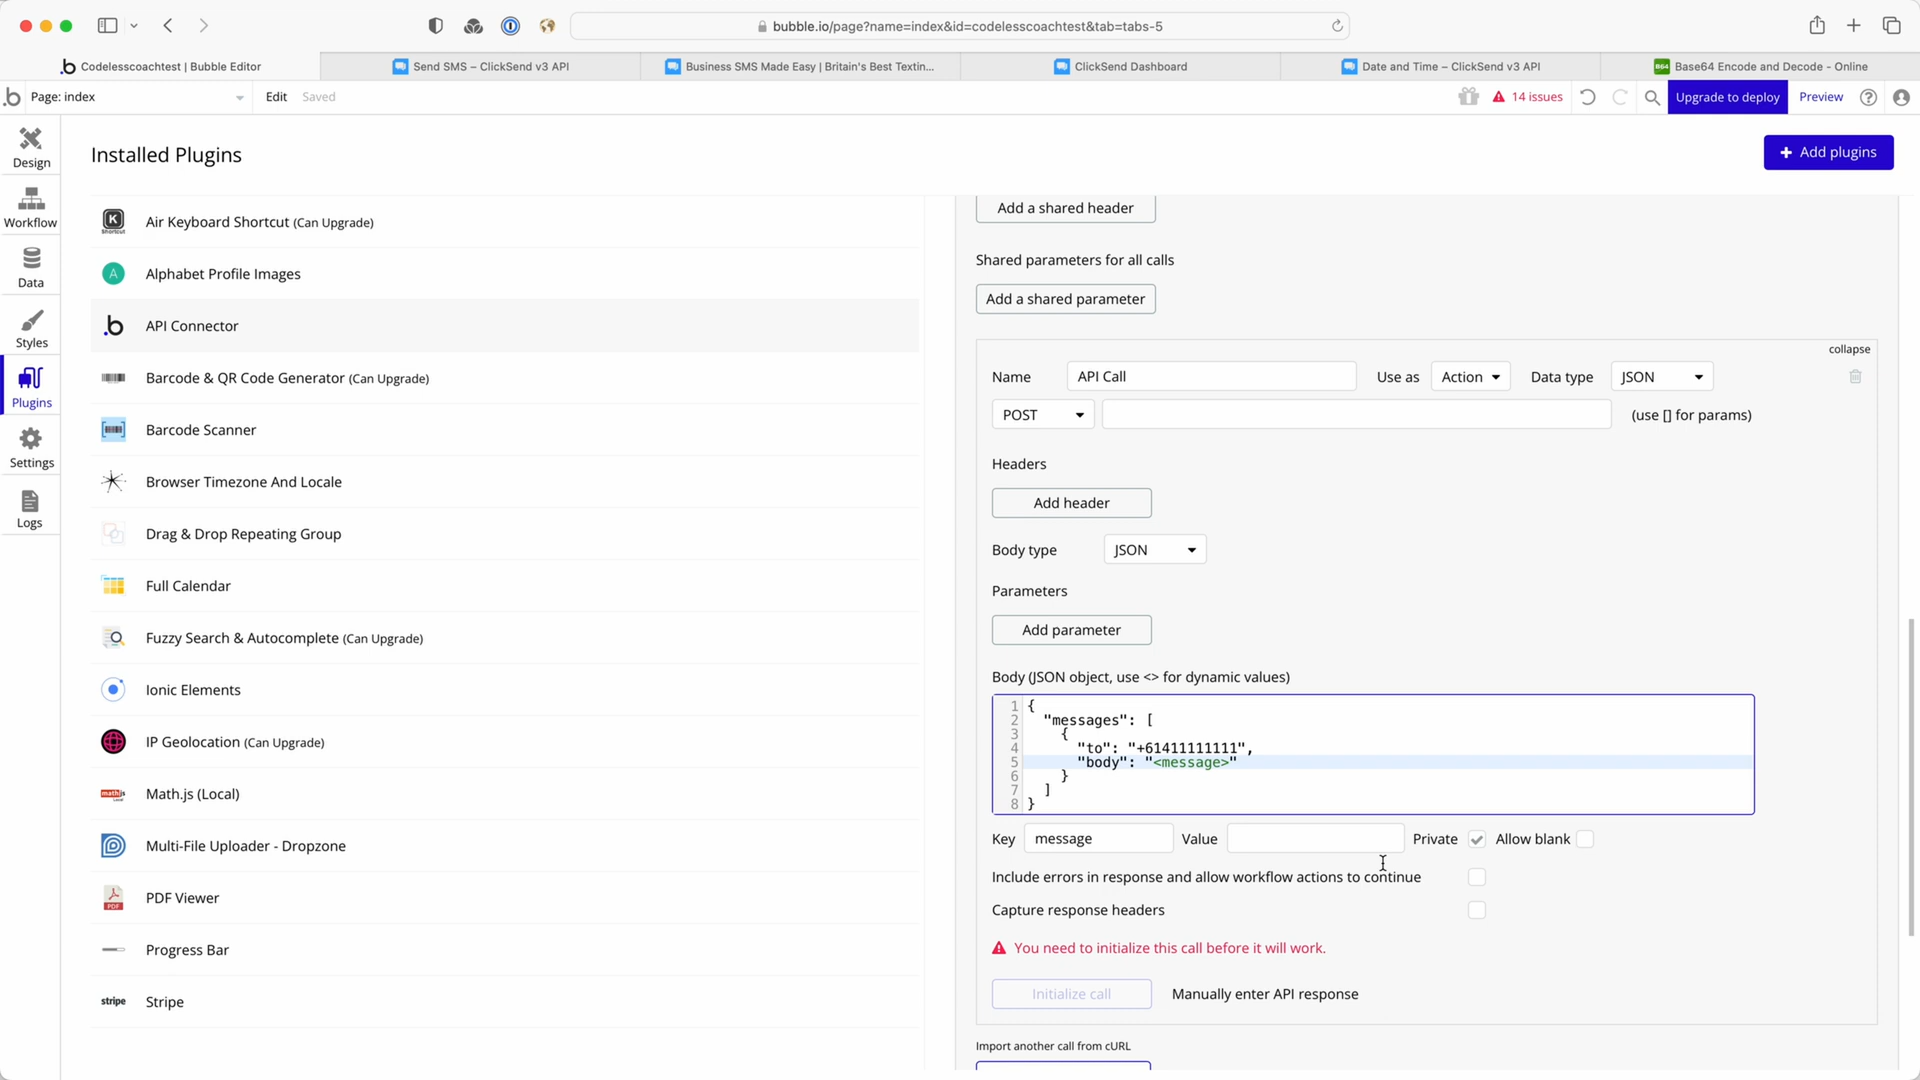 bubble.io/page?name=index&id=codelesscoachtest&tab=tabs-5
Codelesscoachtest | Bubble Editor
Send SMS – ClickSend v3 API
Business SMS Made Easy | Britain's Best Textin...
ClickSend Dashboard
Date and Time – ClickSend v3 API
B64
Base64 Encode and Decode - Online
b
Page: index
Edit
Saved
14 issues
Upgrade to deploy
Preview
Design
Workflow
Data
Styles
Plugins
Settings
Logs
Installed Plugins
+ Add plugins
K
Shortcut
Air Keyboard Shortcut (Can Upgrade)
A
Alphabet Profile Images
.b
API Connector
Barcode & QR Code Generator (Can Upgrade)
Barcode Scanner
Browser Timezone And Locale
Drag & Drop Repeating Group
Full Calendar
Fuzzy Search & Autocomplete (Can Upgrade)
Ionic Elements
IP Geolocation (Can Upgrade)
mathjs
Math.js (Local)
Multi-File Uploader - Dropzone
PDF
PDF Viewer
Progress Bar
stripe
Stripe
Add a shared header
Shared parameters for all calls
Add a shared parameter
collapse
Name
API Call
Use as
Action
Data type
JSON
POST
(use [] for params)
Headers
Add header
Body type
JSON
Parameters
Add parameter
Body (JSON object, use <> for dynamic values)
1 {
2 "messages": [
3 {
4 "to": "+61411111111",
5 "body": "<message>"
6 }
7 ]
8 }
Key
message
Value
Private
Allow blank
Include errors in response and allow workflow actions to continue
Capture response headers
You need to initialize this call before it will work.
Initialize call
Manually enter API response
Import another call from cURL